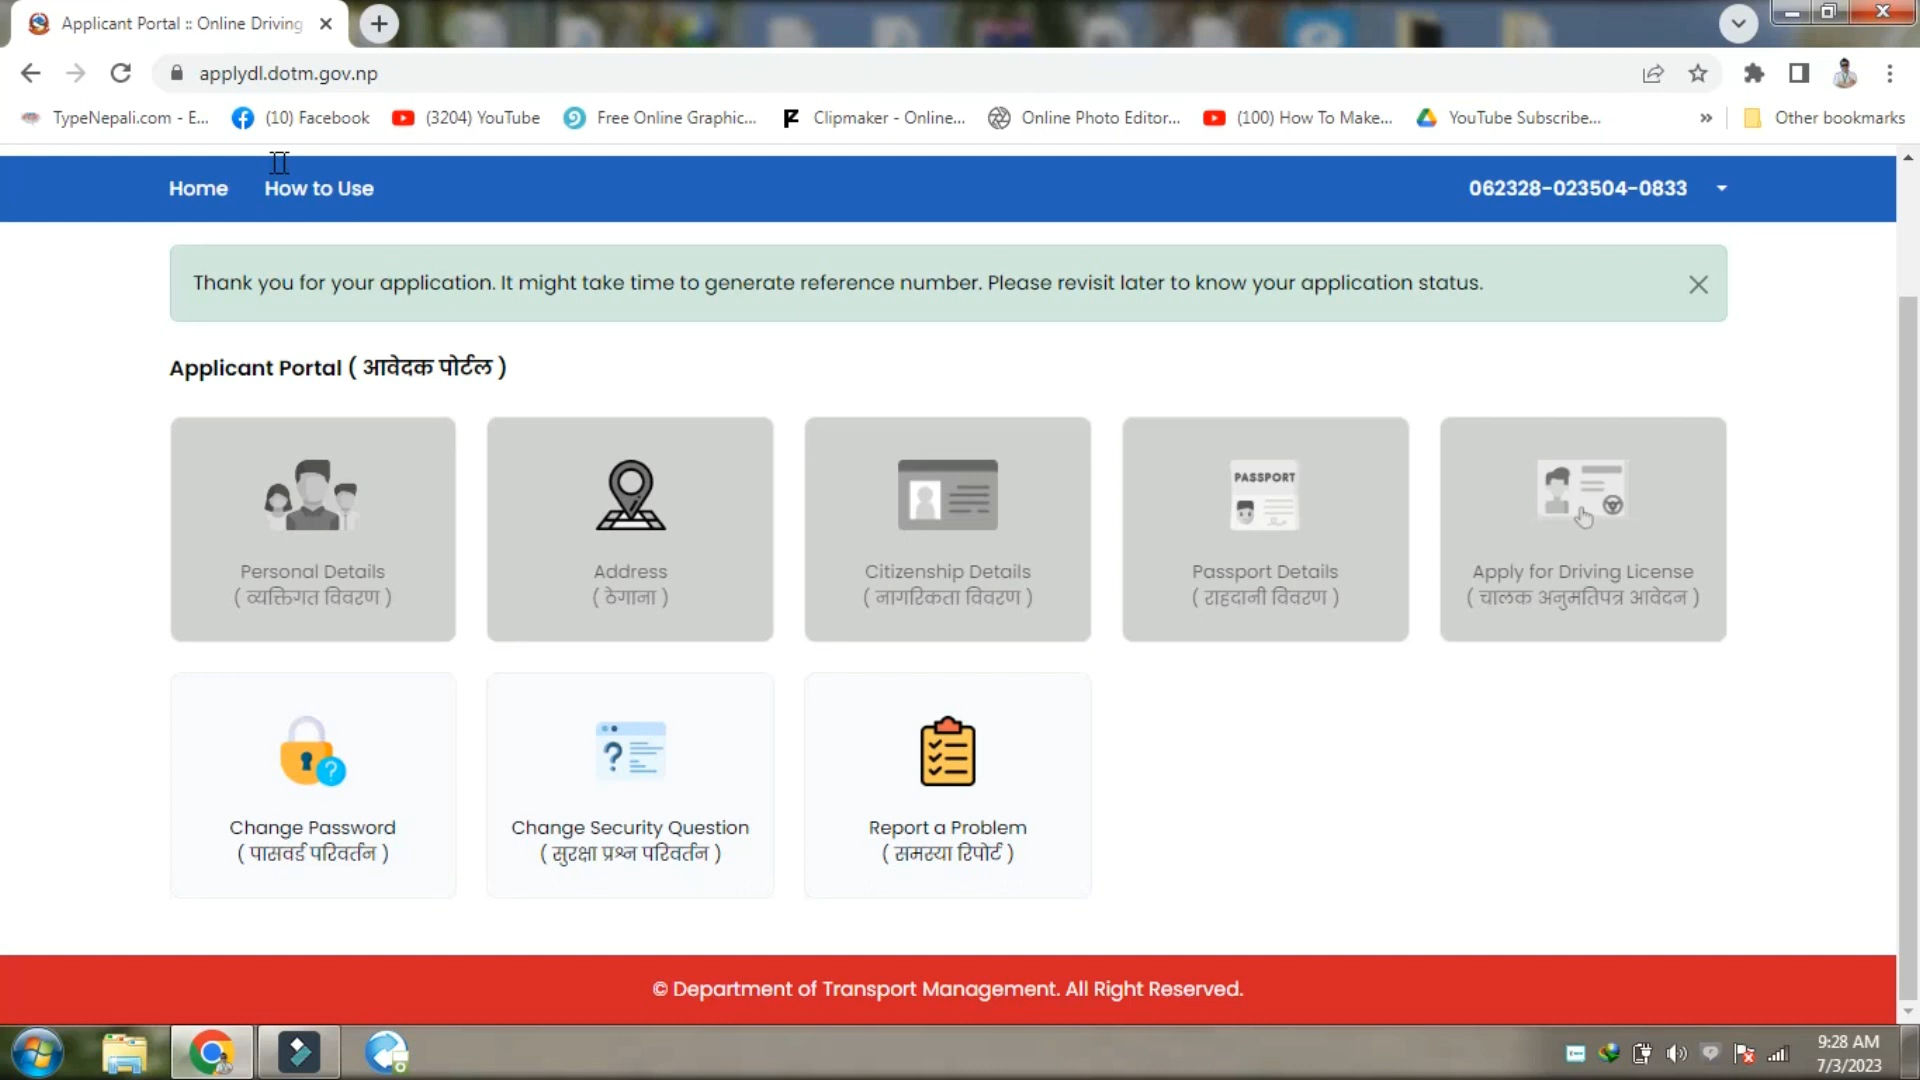 Applicant Portal :: Online Driving
applydl.dotm.gov.np
TypeNepali.com - E...
(10) Facebook
(3204) YouTube
Free Online Graphic...
Clipmaker - Online...
Online Photo Editor...
(100) How To Make...
YouTube Subscribe...
»
Other bookmarks
Home
How to Use
062328-023504-0833
Thank you for your application. It might take time to generate reference number. Please revisit later to know your application status.
Applicant Portal ( आवेदक पोर्टल )
Personal Details
( व्यक्तिगत विवरण )
Address
( ठेगाना )
Citizenship Details
( नागरिकता विवरण )
PASSPORT
Passport Details
( राहदानी विवरण )
Apply for Driving License
( चालक अनुमतिपत्र आवेदन )
Change Password
( पासवर्ड परिवर्तन )
Change Security Question
( सुरक्षा प्रश्न परिवर्तन )
Report a Problem
( समस्या रिपोर्ट )
© Department of Transport Management. All Right Reserved.
9:28 AM
7/3/2023